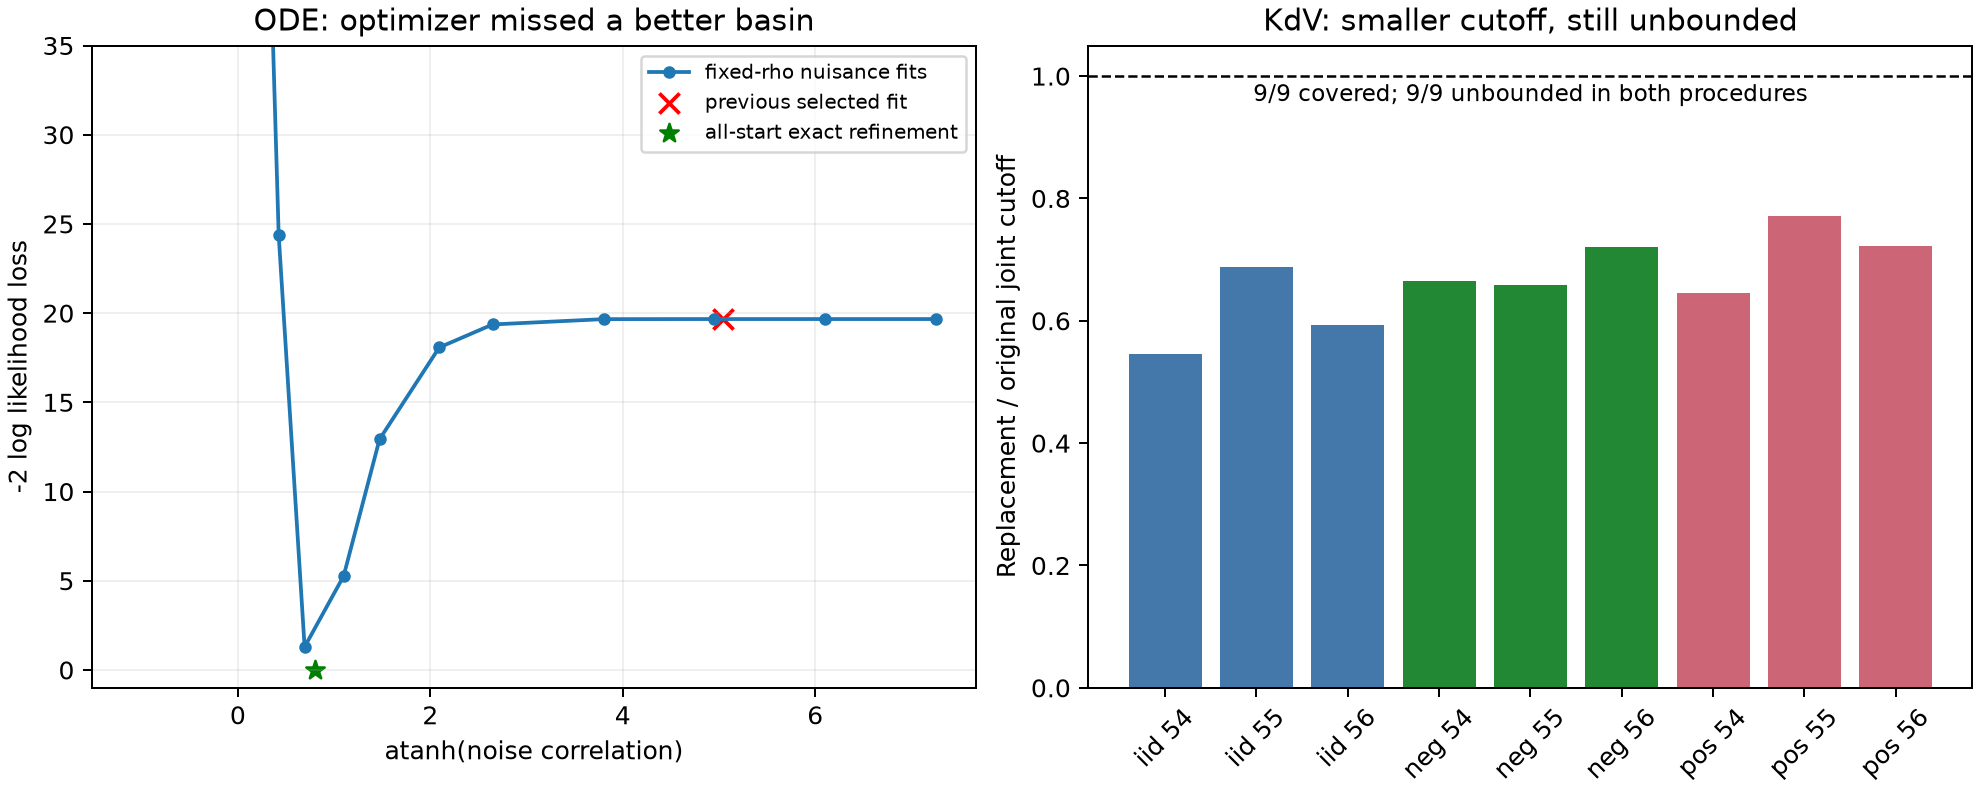 ODE: optimizer missed a better basin
35
30
25
20
15
10
5
0
-2 log likelihood loss
fixed-rho nuisance fits
previous selected fit
all-start exact refinement
0 2 4 6
atanh(noise correlation)
KdV: smaller cutoff, still unbounded
1.0
0.8
0.6
0.4
0.2
0.0
Replacement / original joint cutoff
9/9 covered; 9/9 unbounded in both procedures
iid 54
iid 55
iid 56
neg 54
neg 55
neg 56
pos 54
pos 55
pos 56